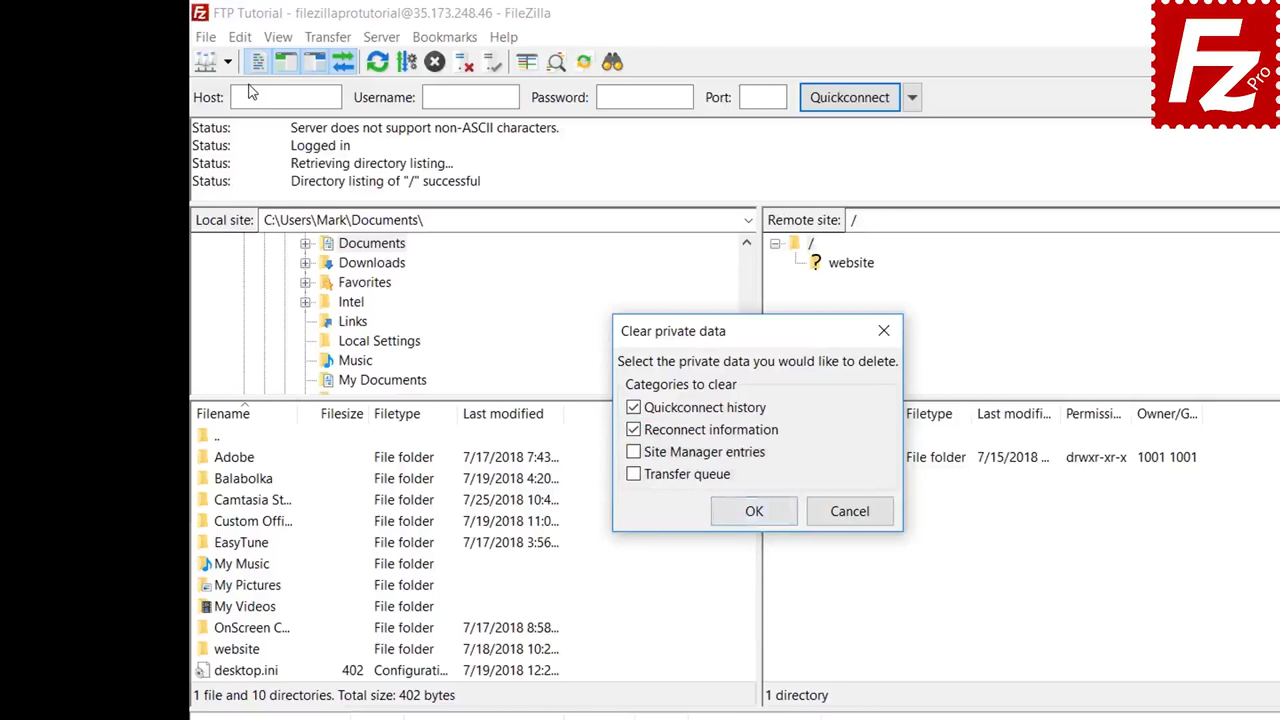 FTP Tutorial - filezillaprotutorial@35.173.248.46 - FileZilla
File Edit View Transfer Server Bookmarks Help
Host: Username: Password: Port: Quickconnect
Status: Server does not support non-ASCII characters.
Status: Logged in
Status: Retrieving directory listing...
Status: Directory listing of "/" successful
Local site: C:\Users\Mark\Documents\
Documents
Downloads
Favorites
Intel
Links
Local Settings
Music
My Documents
Remote site: /
/
? website
Filename Filesize Filetype Last modified
..
Adobe File folder 7/17/2018 7:43...
Balabolka File folder 7/19/2018 4:20...
Camtasia St... File folder 7/25/2018 10:4...
Custom Offi... File folder 7/19/2018 11:0...
EasyTune File folder 7/17/2018 3:56...
My Music File folder
My Pictures File folder
My Videos File folder
OnScreen C... File folder 7/17/2018 8:58...
website File folder 7/18/2018 10:2...
desktop.ini 402 Configurati... 7/19/2018 12:2...
1 file and 10 directories. Total size: 402 bytes
Clear private data
Select the private data you would like to delete.
Categories to clear
Quickconnect history
Reconnect information
Site Manager entries
Transfer queue
OK Cancel
Filetype Last modifi... Permissi... Owner/G...
File folder 7/15/2018 ... drwxr-xr-x 1001 1001
1 directory
Fz Pro